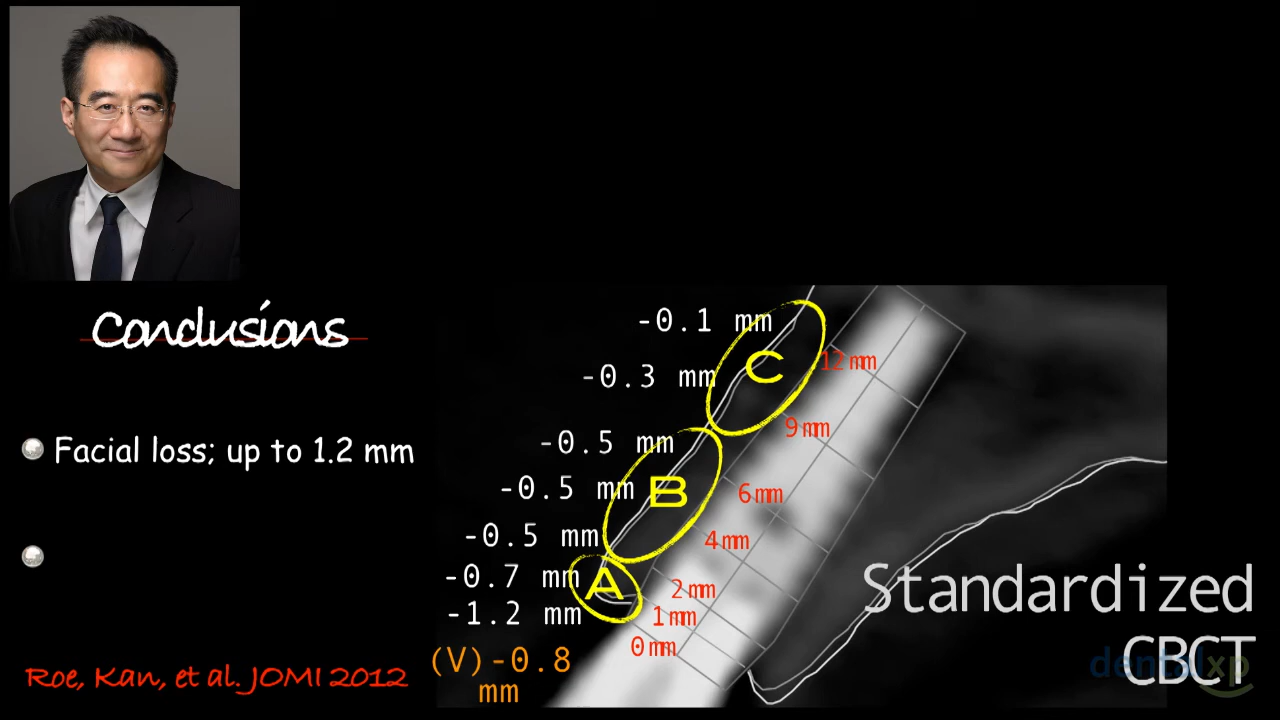 Conclusions
Facial loss; up to 1.2 mm
Roe, Kan, et al. JOMI 2012
-0.1 mm
-0.3 mm
-0.5 mm
-0.5 mm
-0.5 mm
-0.7 mm
-1.2 mm
(V)-0.8
mm
C
B
A
12mm
9mm
6mm
4mm
2mm
1mm
0mm
Standardized
CBCT
dentalxp